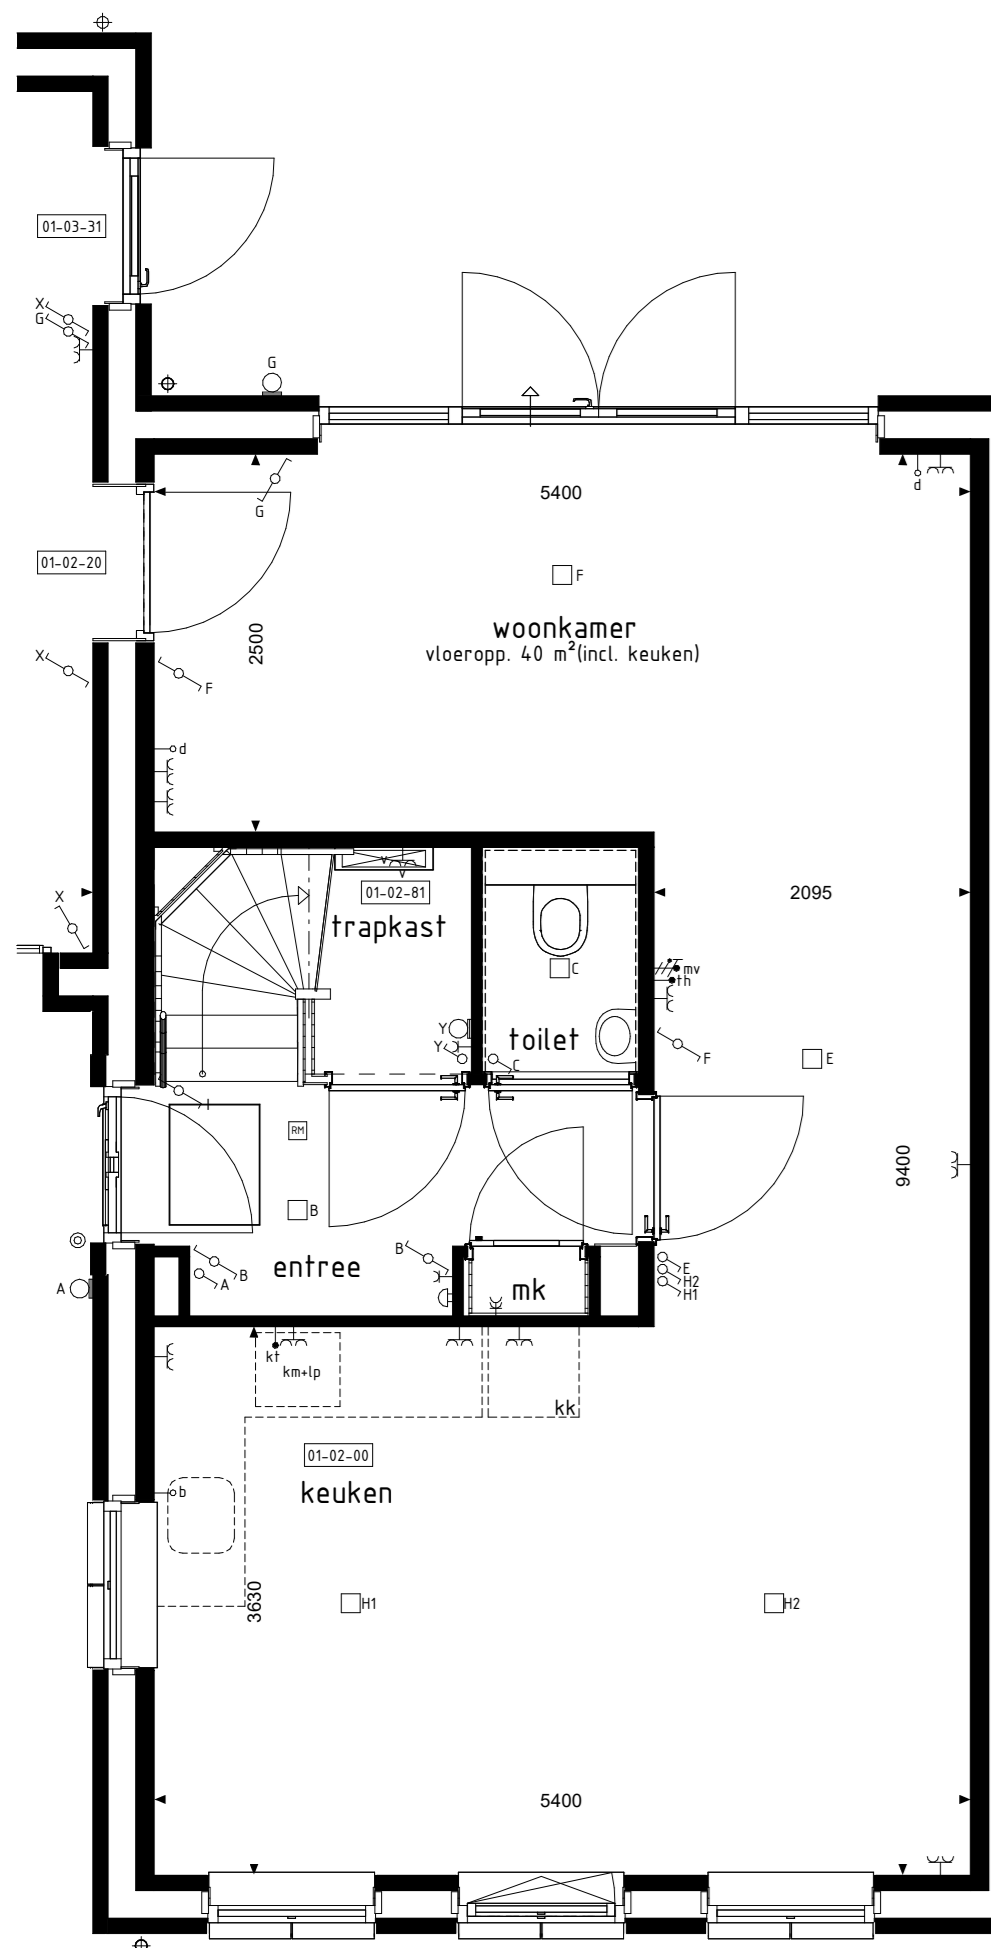 01-03-31
X
G
G
G
5400
d
01-02-20
F
woonkamer
vloeropp. 40 m²(incl. keuken)
2500
X
F
d
01-02-81
2095
trapkast
X
C
mv
th
Y
toilet
F
Y
C
E
RM
9400
B
B
entree
E
B
A
H2
A
mk
H1
kt
km+lp
kk
01-02-00
b
keuken
3630
H1
H2
5400